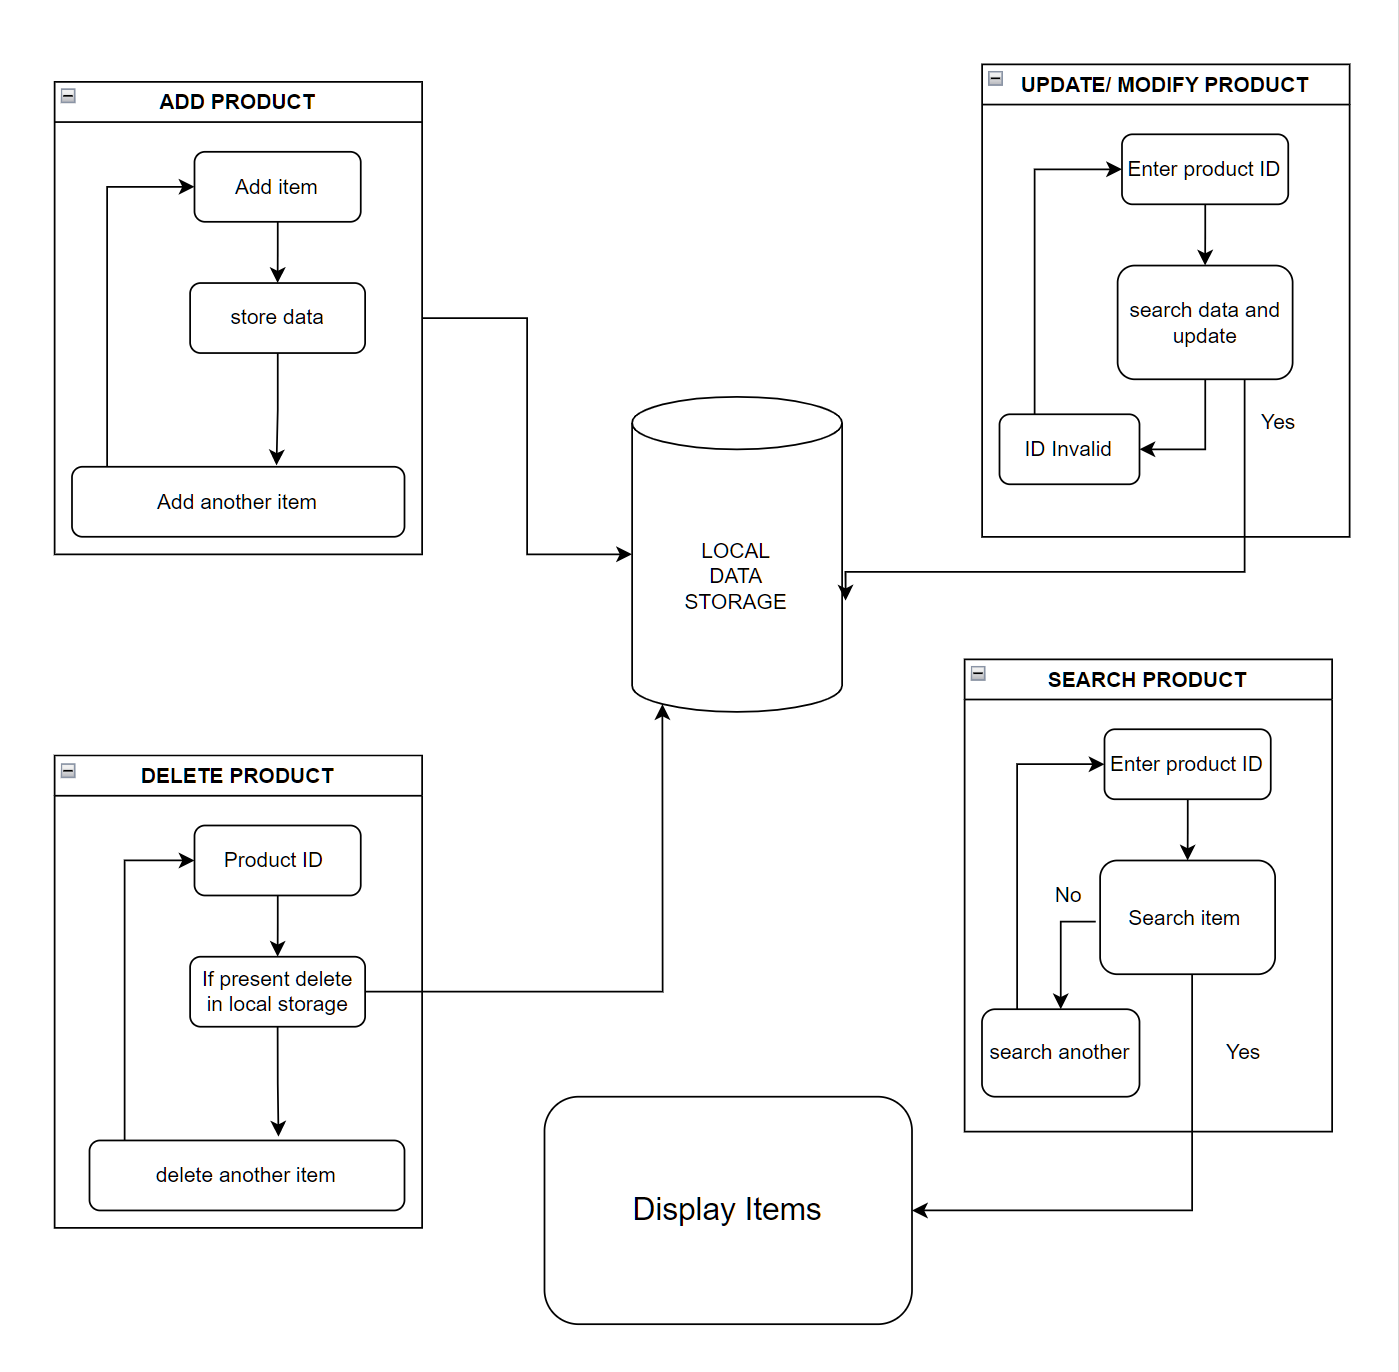 ADD PRODUCT
Add item
store data
Add another item
UPDATE/ MODIFY PRODUCT
Enter product ID
search data and
update
Yes
ID Invalid
LOCAL
DATA
STORAGE
DELETE PRODUCT
Product ID
If present delete
in local storage
delete another item
SEARCH PRODUCT
Enter product ID
No
Search item
search another
Yes
Display Items